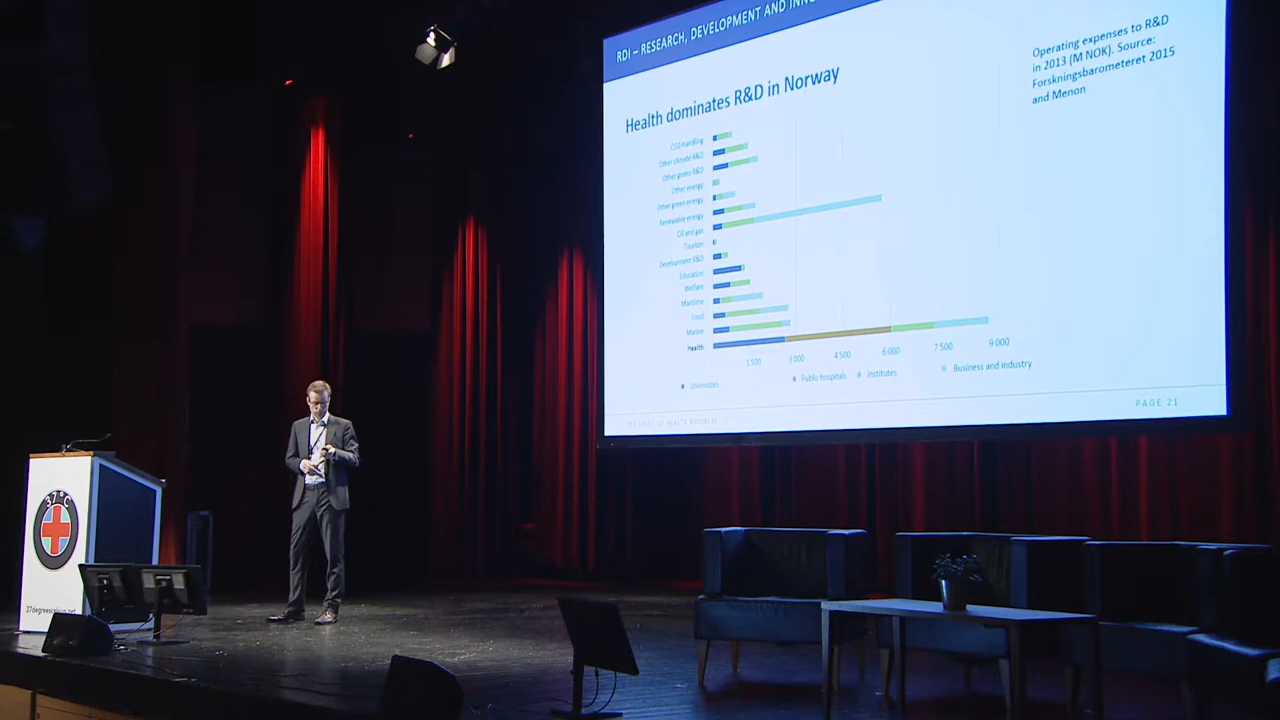 RDI – RESEARCH, DEVELOPMENT AND INNO
Operating expenses to R&D
in 2013 (M NOK). Source:
Forskningsbarometeret 2015
and Menon
Health dominates R&D in Norway
CO2-handling
Other climate R&D
Other green R&D
Other energy
Other green energy
Renewable energy
Oil and gas
Tourism
Development R&D
Education
Welfare
Maritime
Food
Marine
Health
1 500
3 000
4 500
6 000
7 500
9 000
Universities
Public hospitals
Institutes
Business and industry
PAGE 21
37°C
37degreescelsius.net